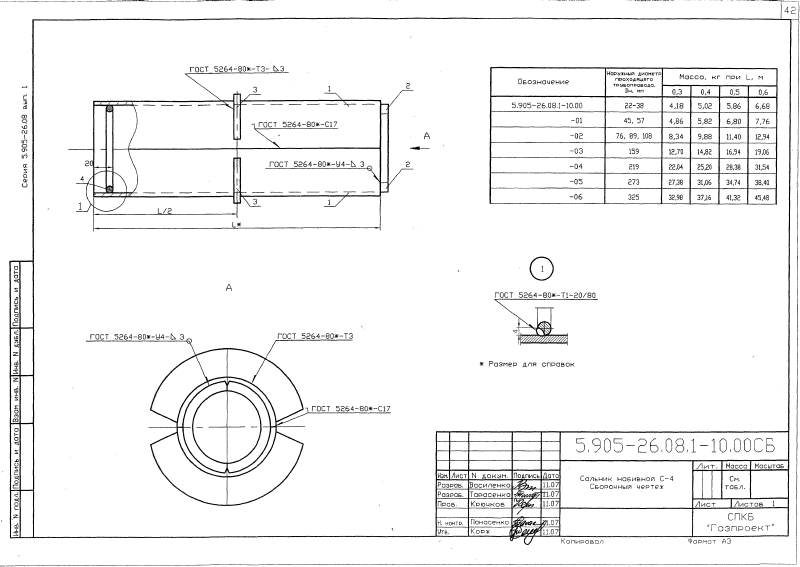 42
Серия 5.905-26.08 вып. 1
ГОСТ 5264-80*-Т3-⊿3
3
1
2
ГОСТ 5264-80*-С17
А
20
ГОСТ 5264-80*-У4-⊿ 3
4
1
3
1
2
L/2
L*
Обозначение
Наружный диаметр проходящего трубопровода, Dн, мм
Масса, кг при L, м
0,3 0,4 0,5 0,6
5.905-26.08.1-10.00 22-38 4,18 5,02 5,86 6,68
-01 45, 57 4,86 5,82 6,80 7,76
-02 76, 89, 108 8,34 9,88 11,40 12,94
-03 159 12,70 14,82 16,94 19,06
-04 219 22,04 25,20 28,38 31,54
-05 273 27,38 31,06 34,74 38,40
-06 325 32,98 37,16 41,32 45,48
А
ГОСТ 5264-80*-У4-⊿ 3
ГОСТ 5264-80*-Т3
ГОСТ 5264-80*-С17
1
ГОСТ 5264-80*-Т1-20/80
4
* Размер для справок
Инв. N подл. Подпись и дата Взам инв. N Инв. N дубл. Подпись и дата
5.905-26.08.1-10.00СБ
Изм. Лист N докум. Подпись Дата
Разраб. Василенко 11.07
Разраб. Тарасенко 11.07
Пров. Крюков 11.07
Н. контр. Панасенко 11.07
Утв. Корж 11.07
Сальник набивной С-4
Сборочный чертеж
Лит. Масса Масштаб
См. табл.
Лист Листов 1
СПКБ
"Газпроект"
Копировал Формат А3